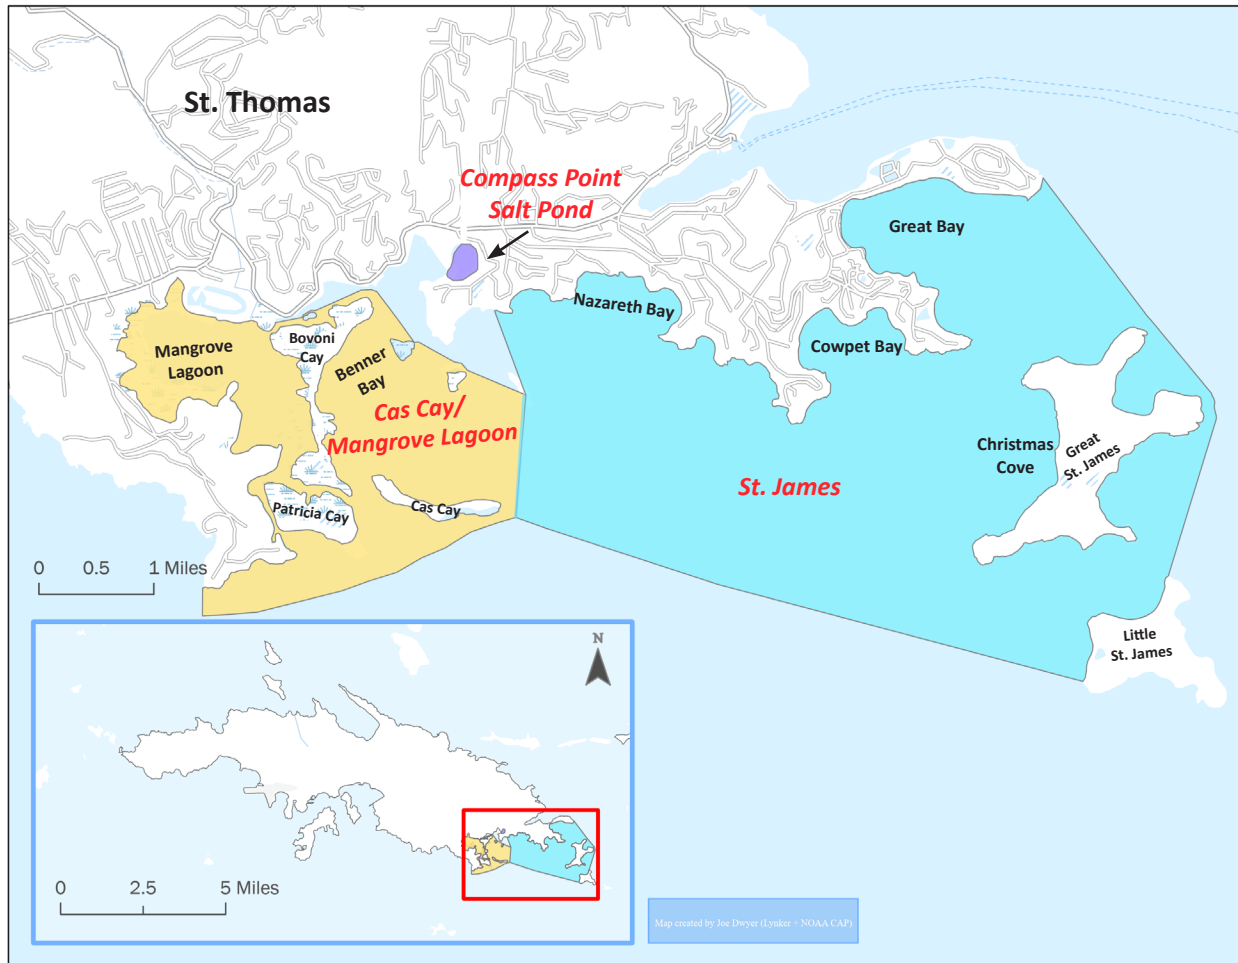 St. Thomas
Compass Point
Salt Pond
Great Bay
Nazareth Bay
Cowpet Bay
Mangrove
Lagoon
Bovoni
Cay
Benner
Bay
Cas Cay/
Mangrove Lagoon
Christmas
Cove
Great
St. James
St. James
Patricia Cay
Cas Cay
0 0.5 1 Miles
Little
St. James
N
0 2.5 5 Miles
Map created by Joe Dwyer (Lynker + NOAA CAP)